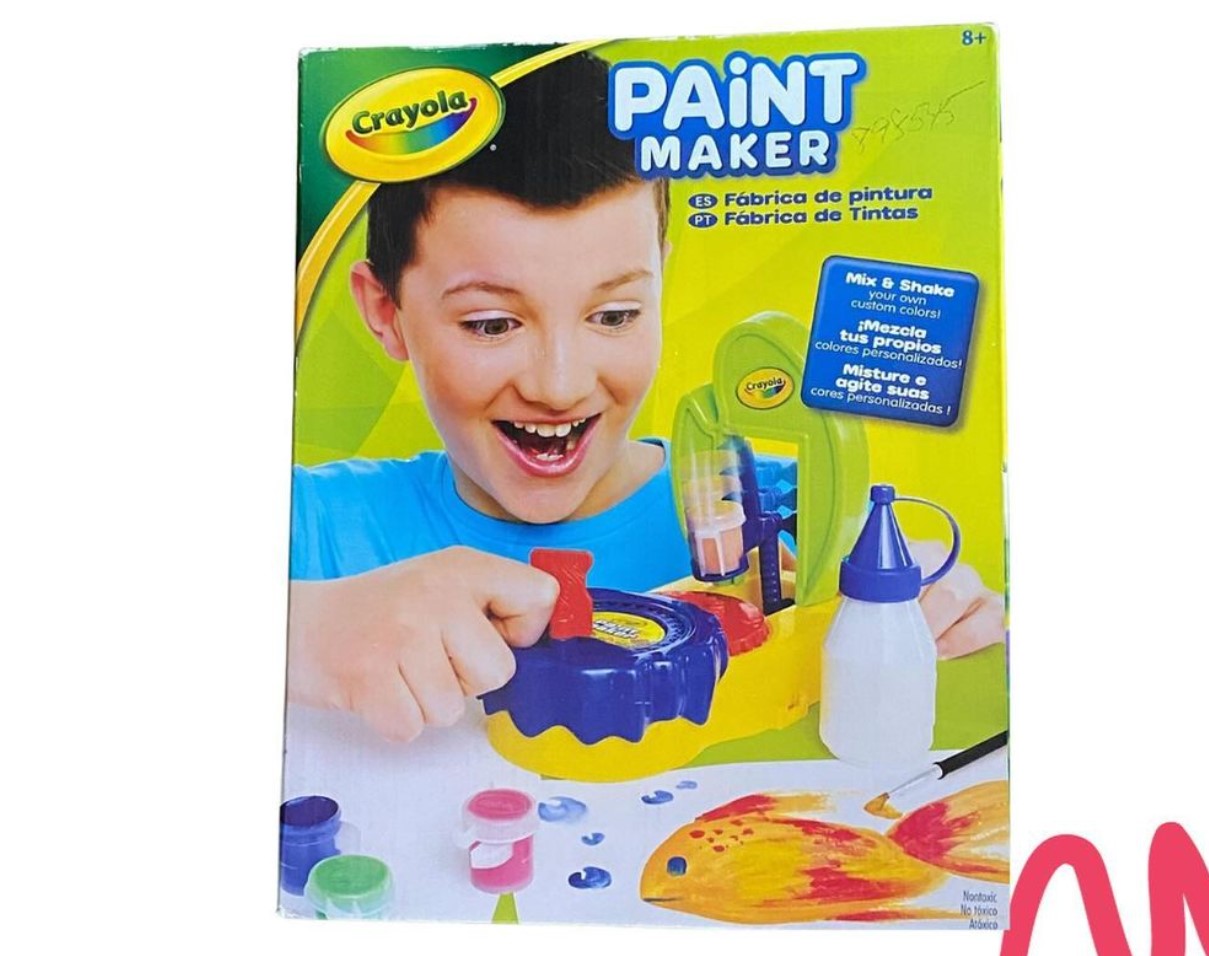 Crayola
8+
PAiNT
MAKER
898545
ES Fábrica de pintura
PT Fábrica de Tintas
Mix & Shake
your own
custom colors!
¡Mezcla
tus propios
colores personalizados!
Misture e
agite suas
cores personalizadas !
Crayola
Nontoxic
No tóxico
Atóxico